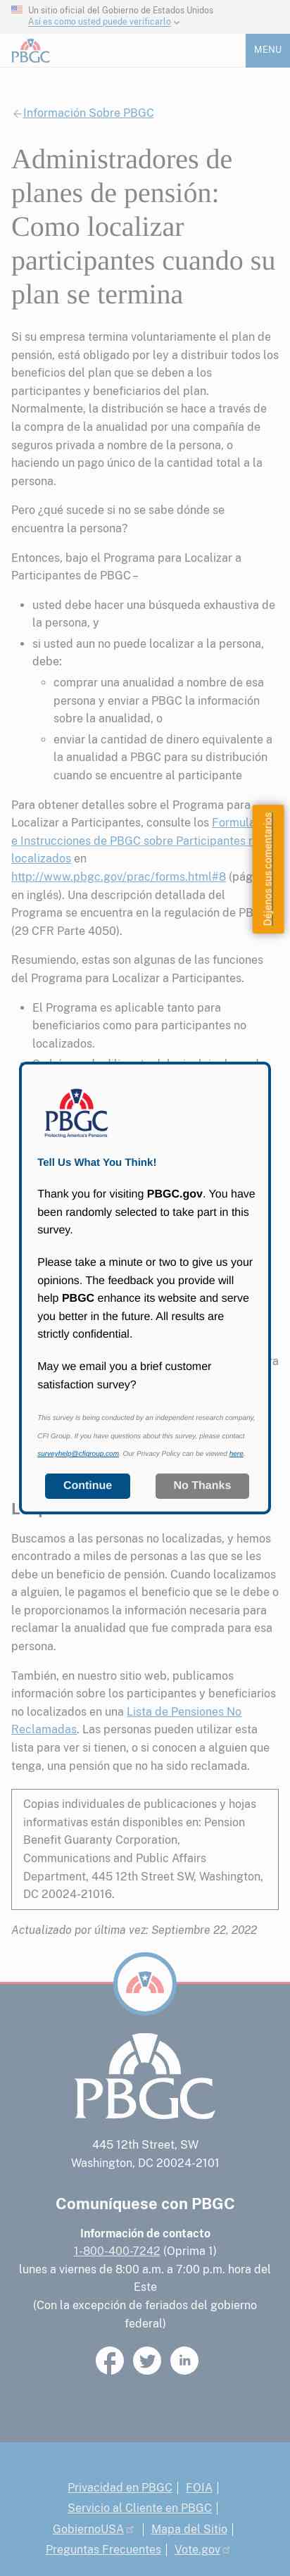 Un sitio oficial del Gobierno de Estados Unidos
Así es como usted puede verificarlo
PBGC
MENU
Información Sobre PBGC
Administradores de
planes de pensión:
Como localizar
participantes cuando su
plan se termina
Si su empresa termina voluntariamente el plan de
pensión, está obligado por ley a distribuir todos los
beneficios del plan que se deben a los
participantes y beneficiarios del plan.
Normalmente, la distribución se hace a través de
la compra de la anualidad por una compañía de
seguros privada a nombre de la persona, o
haciendo un pago único de la cantidad total a la
persona.
Pero ¿qué sucede si no se sabe dónde se
encuentra la persona?
Entonces, bajo el Programa para Localizar a
Participantes de PBGC –
usted debe hacer una búsqueda exhaustiva de
la persona, y
si usted aun no puede localizar a la persona,
debe:
comprar una anualidad a nombre de esa
persona y enviar a PBGC la información
sobre la anualidad, o
enviar la cantidad de dinero equivalente a
la anualidad a PBGC para su distribución
cuando se encuentre al participante
Para obtener detalles sobre el Programa para
Localizar a Participantes, consulte los
e Instrucciones de PBGC sobre Participantes
localizados en
http://www.pbgc.gov/prac/forms.html#8
en inglés). Una descripción detallada del
Programa se encuentra en la regulación de
(29 CFR Parte 4050).
Déjenos sus comentarios
Resumiendo, estas son algunas de las funciones
del Programa para Localizar a Participantes.
El Programa es aplicable tanto para
beneficiarios como para participantes no
localizados.
PBGC
Protecting America's Pensions
Tell Us What You Think!
Thank you for visiting PBGC.gov. You have
been randomly selected to take part in this
survey.
Please take a minute or two to give us your
opinions. The feedback you provide will
help PBGC enhance its website and serve
you better in the future. All results are
strictly confidential.
May we email you a brief customer
satisfaction survey?
This survey is being conducted by an independent research company,
CFI Group. If you have questions about this survey, please contact
surveyhelp@cfigroup.com. Our Privacy Policy can be viewed here.
Continue
No Thanks
Buscamos a las personas no localizadas, y hemos
encontrado a miles de personas a las que se les
debe un beneficio de pensión. Cuando localizamos
a alguien, le pagamos el beneficio que se le debe o
le proporcionamos la información necesaria para
reclamar la anualidad que fue comprada para esa
persona.
También, en nuestro sitio web, publicamos
información sobre los participantes y beneficiarios
no localizados en una Lista de Pensiones No
Reclamadas. Las personas pueden utilizar esta
lista para ver si tienen, o si conocen a alguien que
tenga, una pensión que no ha sido reclamada.
Copias individuales de publicaciones y hojas
informativas están disponibles en: Pension
Benefit Guaranty Corporation,
Communications and Public Affairs
Department, 445 12th Street SW, Washington,
DC 20024-21016.
Actualizado por última vez: Septiembre 22, 2022
PBGC
445 12th Street, SW
Washington, DC 20024-2101
Comuníquese con PBGC
Información de contacto
1-800-400-7242 (Oprima 1)
lunes a viernes de 8:00 a.m. a 7:00 p.m. hora del
Este
(Con la excepción de feriados del gobierno
federal)
Privacidad en PBGC | FOIA |
Servicio al Cliente en PBGC |
GobiernoUSA | Mapa del Sitio |
Preguntas Frecuentes | Vote.gov